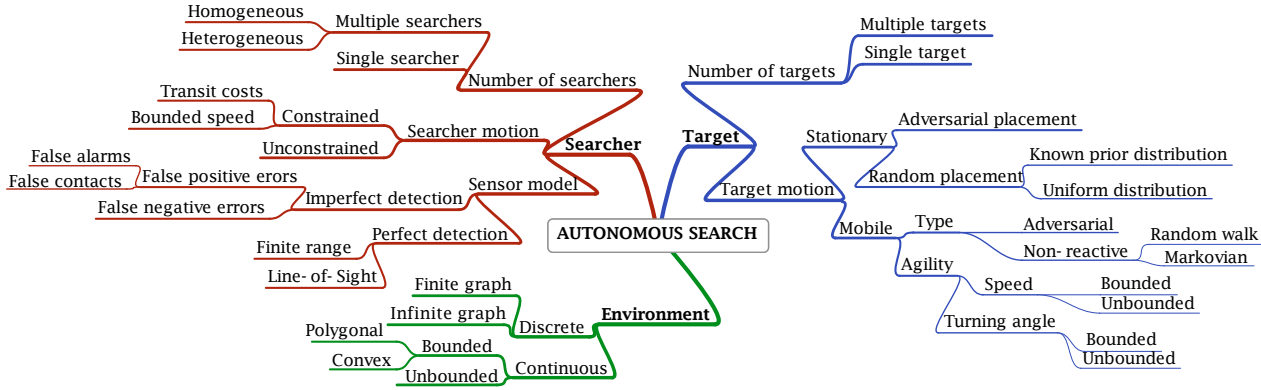 AUTONOMOUS SEARCH
Searcher
Number of searchers
Multiple searchers
Homogeneous
Heterogeneous
Single searcher
Searcher motion
Constrained
Transit costs
Bounded speed
Unconstrained
Sensor model
Imperfect detection
False positive erors
False alarms
False contacts
False negative errors
Perfect detection
Finite range
Line-of-Sight
Target
Number of targets
Multiple targets
Single target
Target motion
Stationary
Adversarial placement
Random placement
Known prior distribution
Uniform distribution
Mobile
Type
Adversarial
Non-reactive
Random walk
Markovian
Agility
Speed
Bounded
Unbounded
Turning angle
Bounded
Unbounded
Environment
Discrete
Finite graph
Infinite graph
Continuous
Bounded
Polygonal
Convex
Unbounded